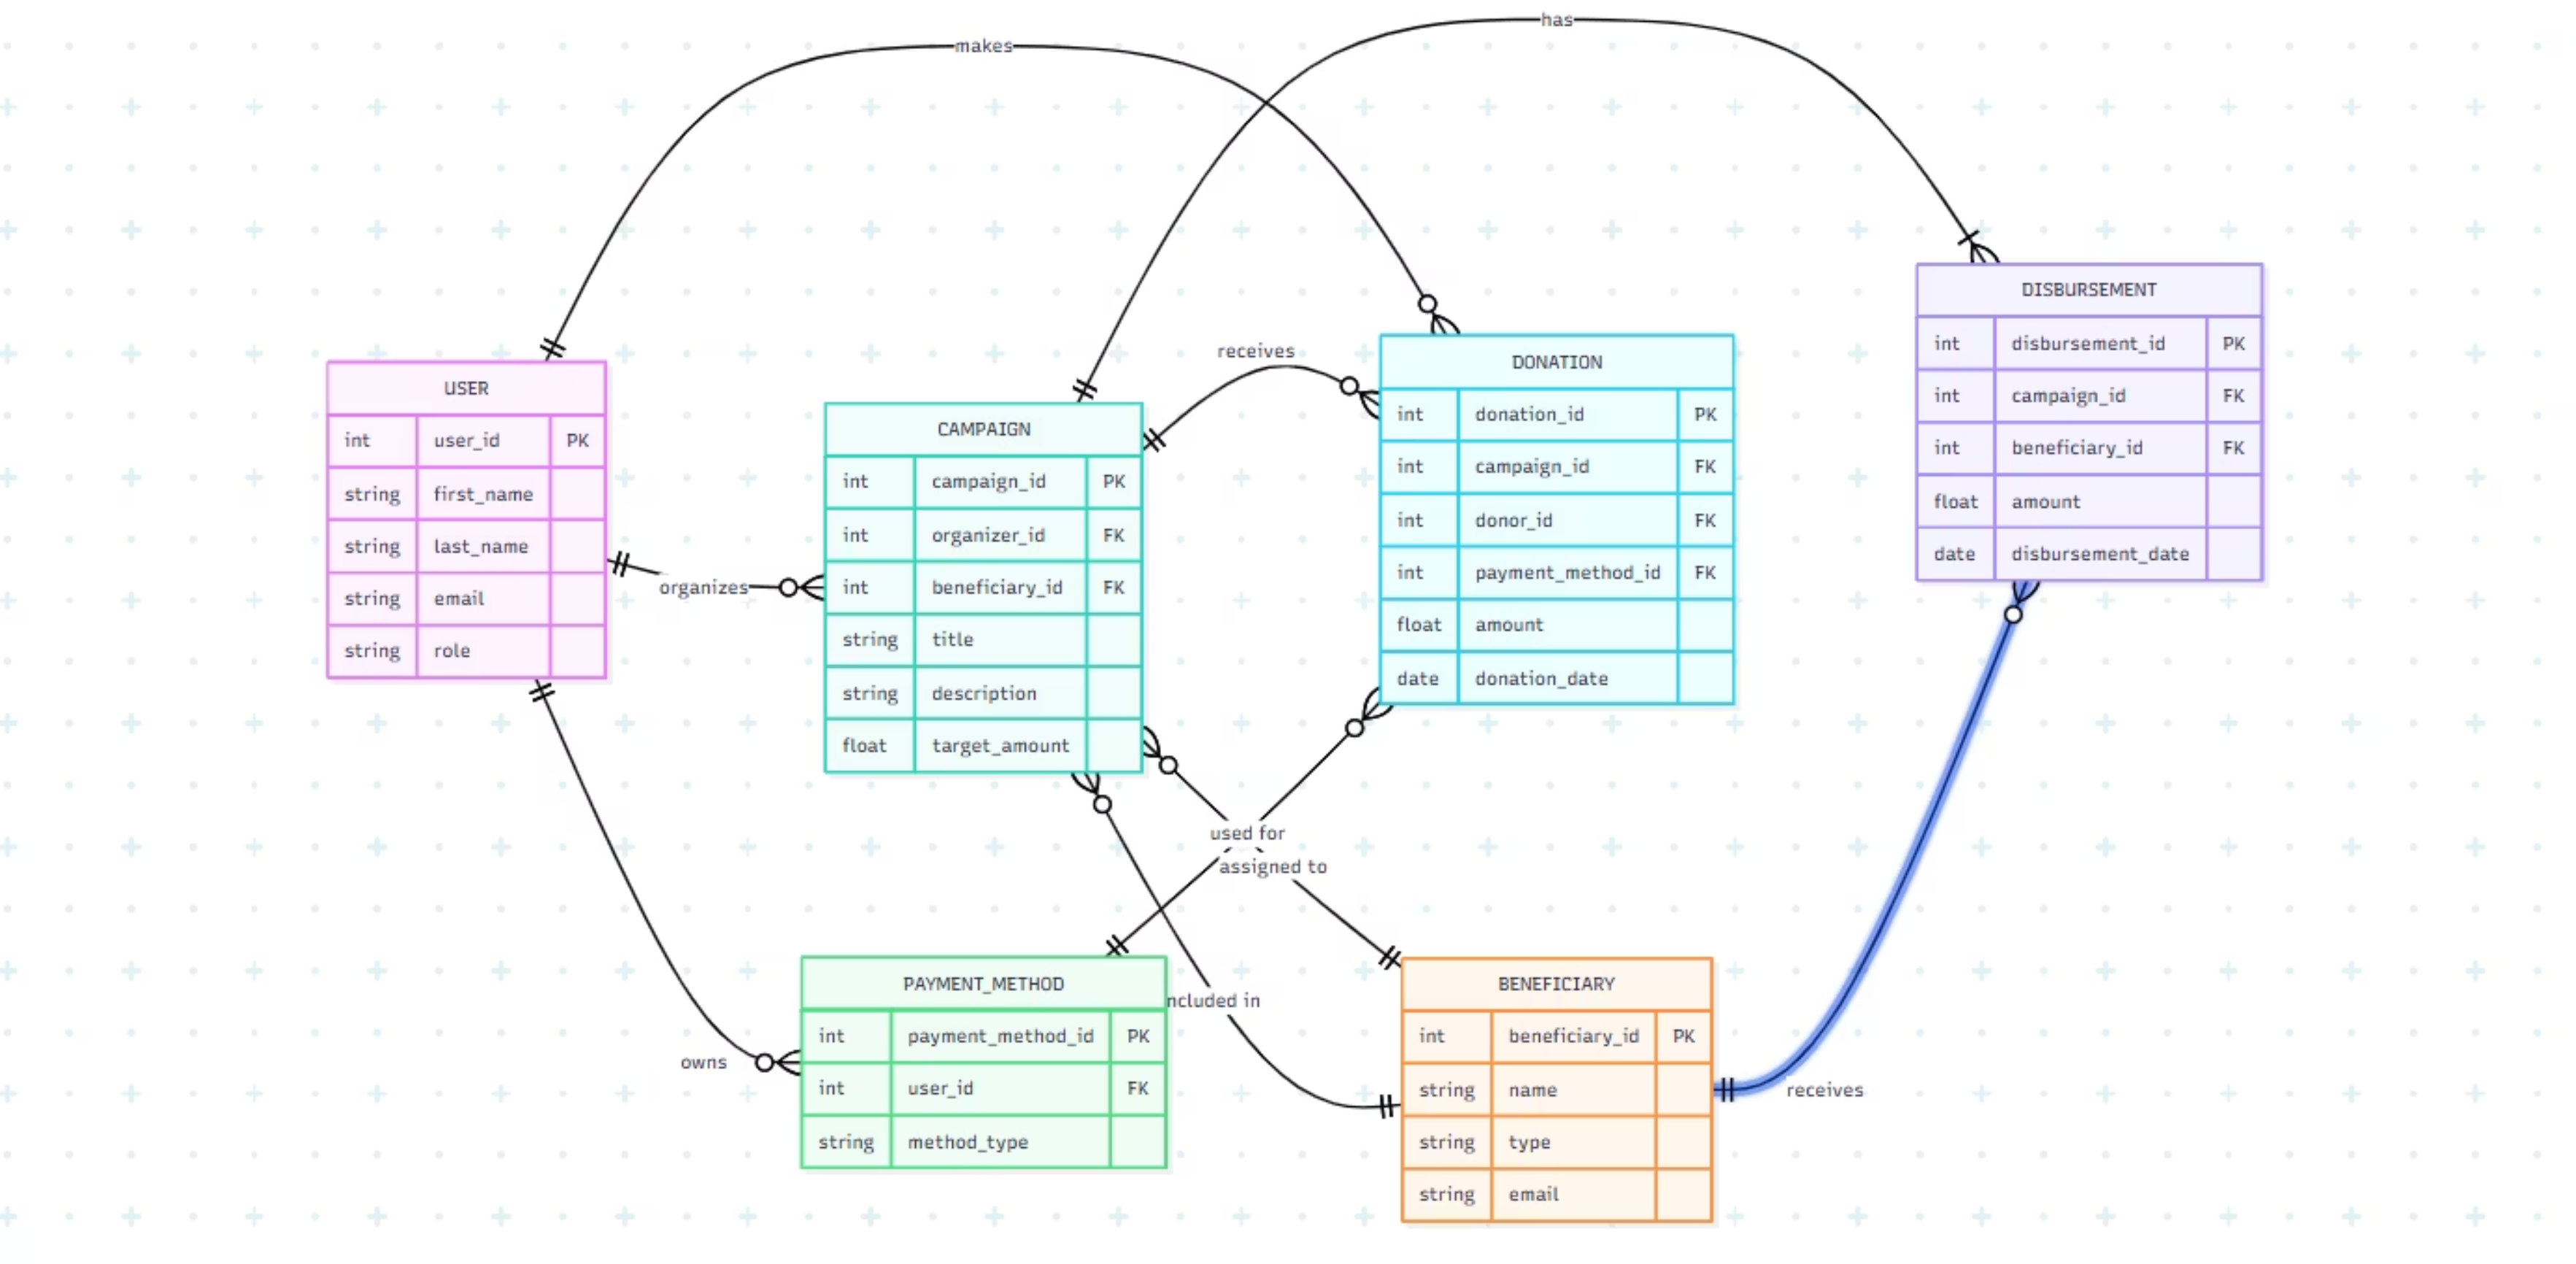 has
makes
DISBURSEMENT
int disbursement_id PK
int campaign_id FK
int beneficiary_id FK
float amount
date disbursement_date
receives
DONATION
int donation_id PK
int campaign_id FK
int donor_id FK
int payment_method_id FK
float amount
date donation_date
USER
int user_id PK
string first_name
string last_name
string email
string role
organizes
CAMPAIGN
int campaign_id PK
int organizer_id FK
int beneficiary_id FK
string title
string description
float target_amount
used for
assigned to
PAYMENT_METHOD
int payment_method_id PK
int user_id FK
string method_type
ncluded in
owns
BENEFICIARY
int beneficiary_id PK
string name
string type
string email
receives